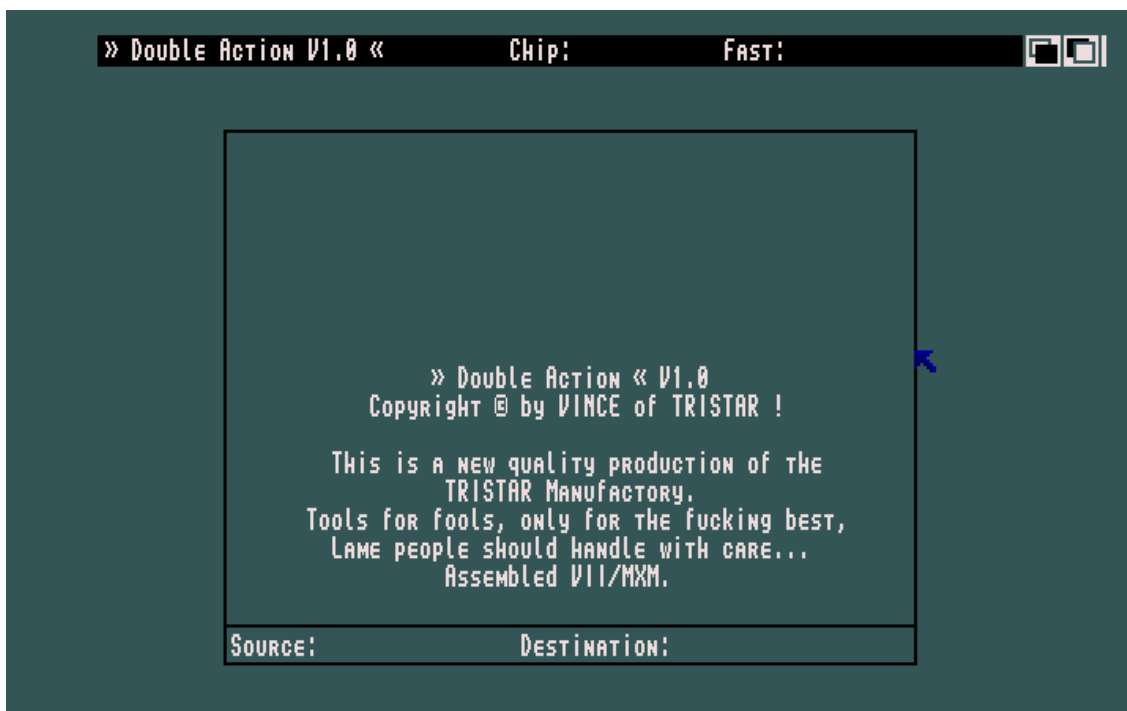 » Double Action V1.0 « Chip: Fast:
» Double Action « V1.0
Copyright © by VINCE of TRISTAR !
This is a new quality production of the
TRISTAR Manufactory.
Tools for fools, only for the fucking best,
Lame people should handle with care...
Assembled VII/MXM.
Source: Destination: